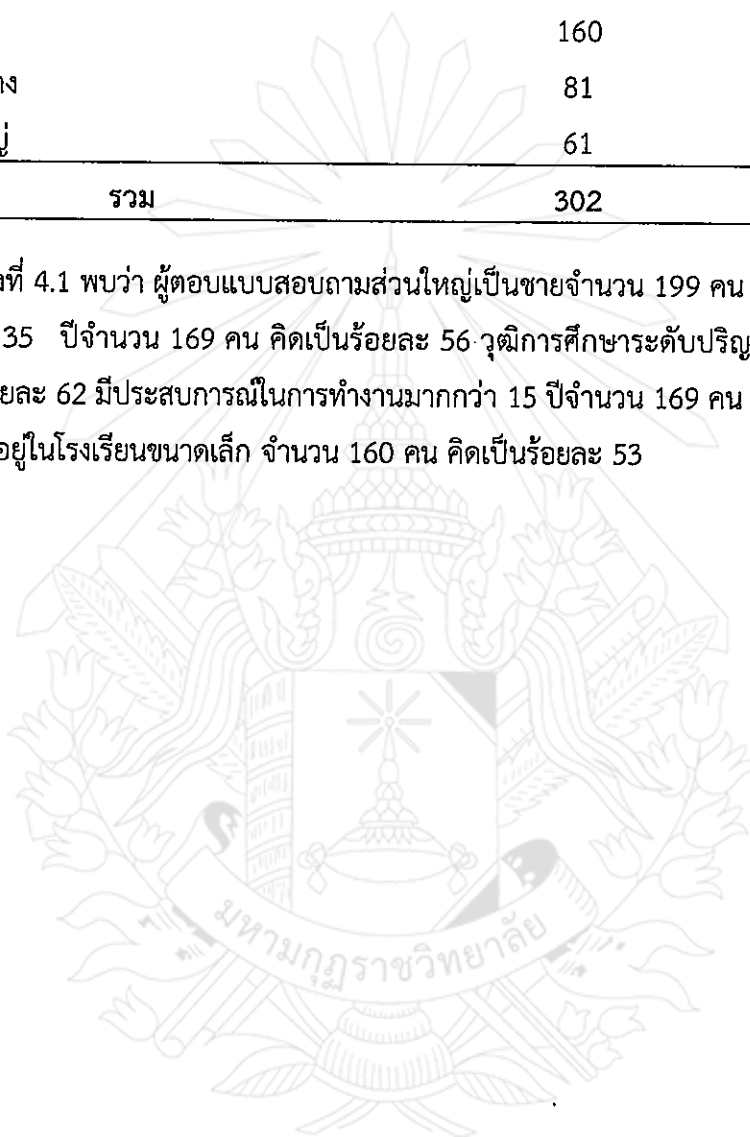 160
าง 81
ญ่ 61
รวม 302
งที่ 4.1 พบว่า ผู้ตอบแบบสอบถามส่วนใหญ่เป็นชายจำนวน 199 คน
35 ปีจำนวน 169 คน คิดเป็นร้อยละ 56 วุฒิการศึกษาระดับปริญ
ยละ 62 มีประสบการณ์ในการทำงานมากกว่า 15 ปีจำนวน 169 คน
อยู่ในโรงเรียนขนาดเล็ก จำนวน 160 คน คิดเป็นร้อยละ 53
มหามกุฏราชวิทยาลัย